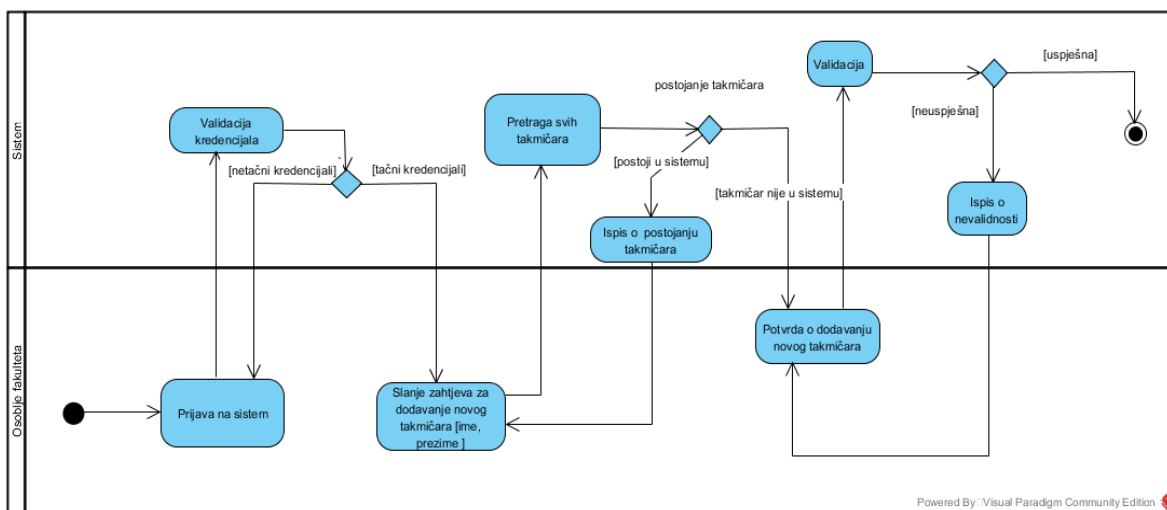 Sistem
Validacija
kredencijala
[netačni kredencijali]
[tačni kredencijali]
Pretraga svih
takmičara
postojanje takmičara
[postoji u sistemu]
[takmičar nije u sistemu]
Ispis o  postojanju
takmičara
Validacija
[uspješna]
[neuspješna]
Ispis o
nevalidnosti
Osoblje fakulteta
Prijava na sistem
Slanje zahtjeva za
dodavanje novog
takmičara [ime,
prezime ]
Potvrda o dodavanju
novog takmičara
Powered By Visual Paradigm Community Edition